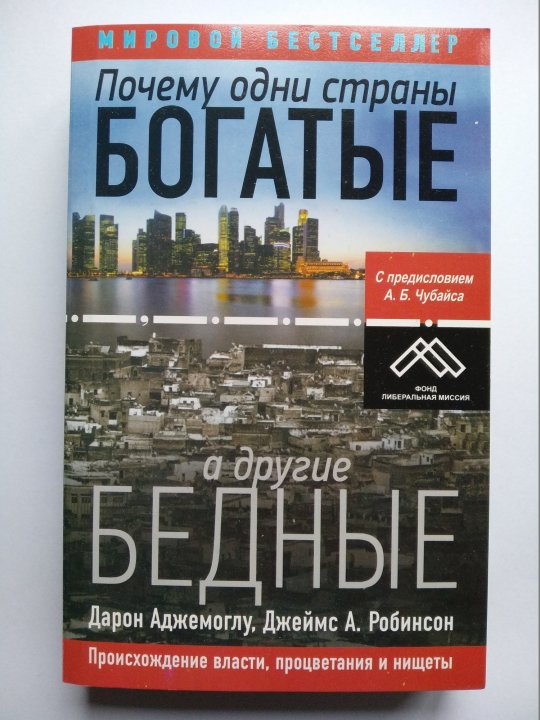 МИРОВОЙ БЕСТСЕЛЛЕР
Почему одни страны
БОГАТЫЕ
С предисловием
А. Б. Чубайса
ФОНД
ЛИБЕРАЛЬНАЯ МИССИЯ
а другие
БЕДНЫЕ
Дарон Аджемоглу, Джеймс А. Робинсон
Происхождение власти, процветания и нищеты